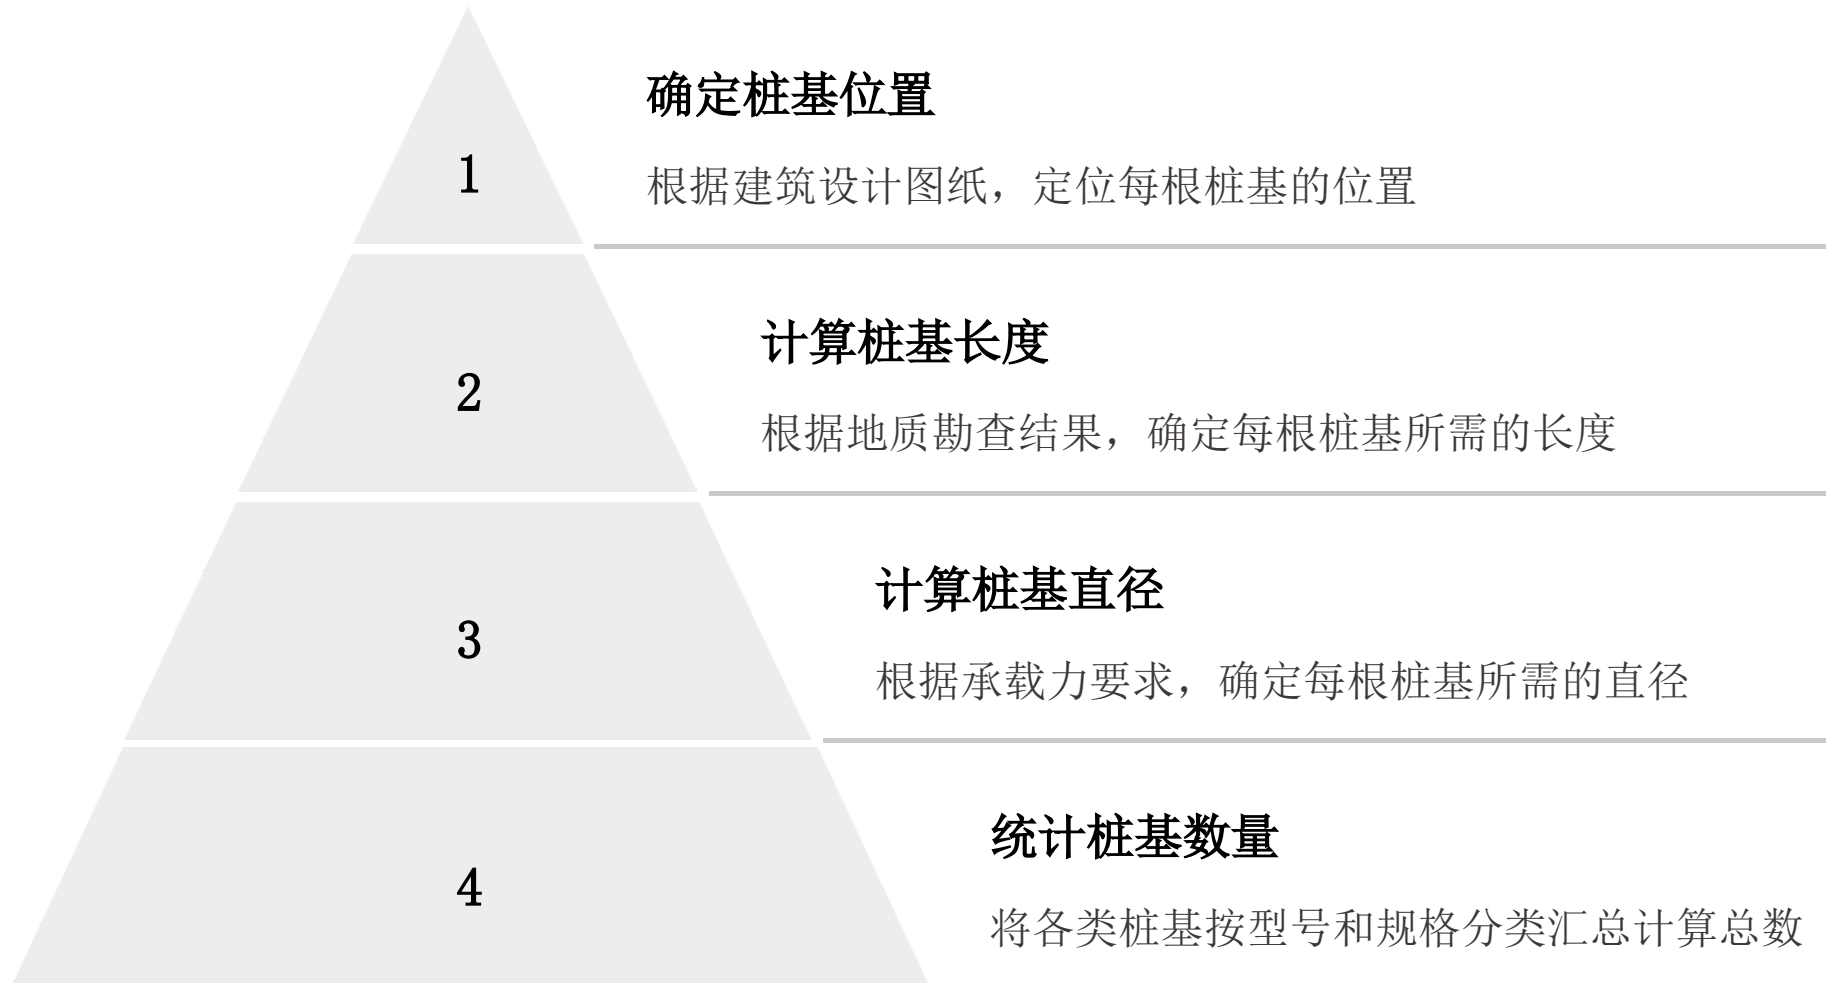 1
确定桩基位置
根据建筑设计图纸，定位每根桩基的位置
2
计算桩基长度
根据地质勘查结果，确定每根桩基所需的长度
3
计算桩基直径
根据承载力要求，确定每根桩基所需的直径
4
统计桩基数量
将各类桩基按型号和规格分类汇总计算总数